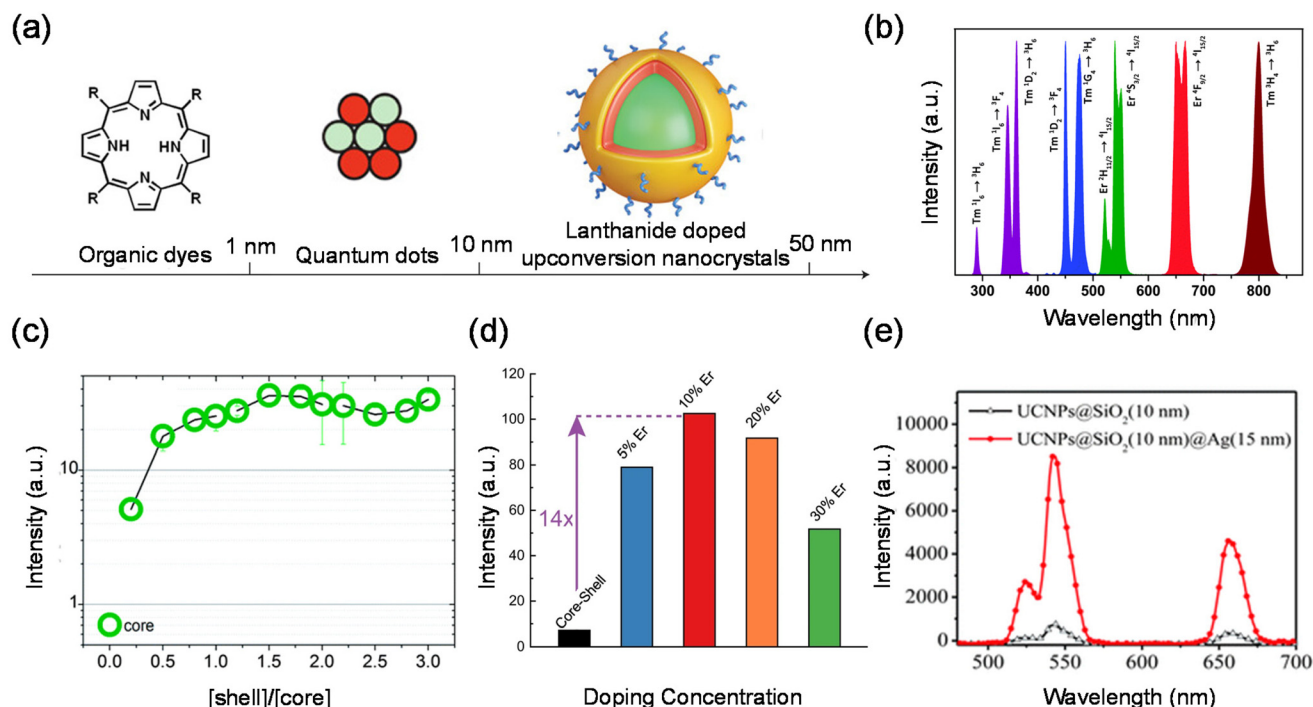 (a)
R
R
N
NH
HN
N
R
R
Organic dyes
1 nm
Quantum dots
10 nm
Lanthanide doped
upconversion nanocrystals
50 nm
(b)
Intensity (a.u.)
Tm ¹I₆ → ³H₆
Tm ¹I₆ → ³F₄
Tm ¹D₂ → ³H₆
Tm ¹D₂ → ³F₄
Tm ¹G₄ → ³H₆
Er ²H₁₁/₂ → ⁴I₁₅/₂
Er ⁴S₃/₂ → ⁴I₁₅/₂
Er ⁴F₉/₂ → ⁴I₁₅/₂
Tm ³H₄ → ³H₆
300 400 500 600 700 800
Wavelength (nm)
(c)
Intensity (a.u.)
10
1
core
0.0 0.5 1.0 1.5 2.0 2.5 3.0
[shell]/[core]
(d)
Intensity (a.u.)
120
100
80
60
40
20
0
14x
Core-Shell
5% Er
10% Er
20% Er
30% Er
Doping Concentration
(e)
Intensity (a.u.)
10000
8000
6000
4000
2000
0
UCNPs@SiO₂(10 nm)
UCNPs@SiO₂(10 nm)@Ag(15 nm)
500 550 600 650 700
Wavelength (nm)